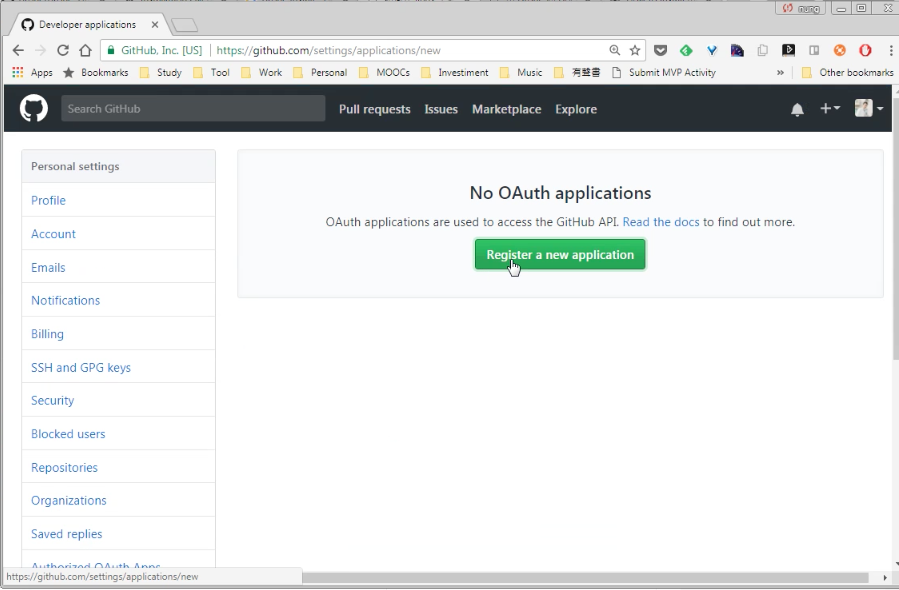 nung
Developer applications
GitHub, Inc. [US] https://github.com/settings/applications/new
Apps Bookmarks Study Tool Work Personal MOOCs Investiment Music 有聲書 Submit MVP Activity » Other bookmarks
Search GitHub Pull requests Issues Marketplace Explore
Personal settings
Profile
Account
Emails
Notifications
Billing
SSH and GPG keys
Security
Blocked users
Repositories
Organizations
Saved replies
Authorized OAuth Apps
No OAuth applications
OAuth applications are used to access the GitHub API. Read the docs to find out more.
Register a new application
https://github.com/settings/applications/new